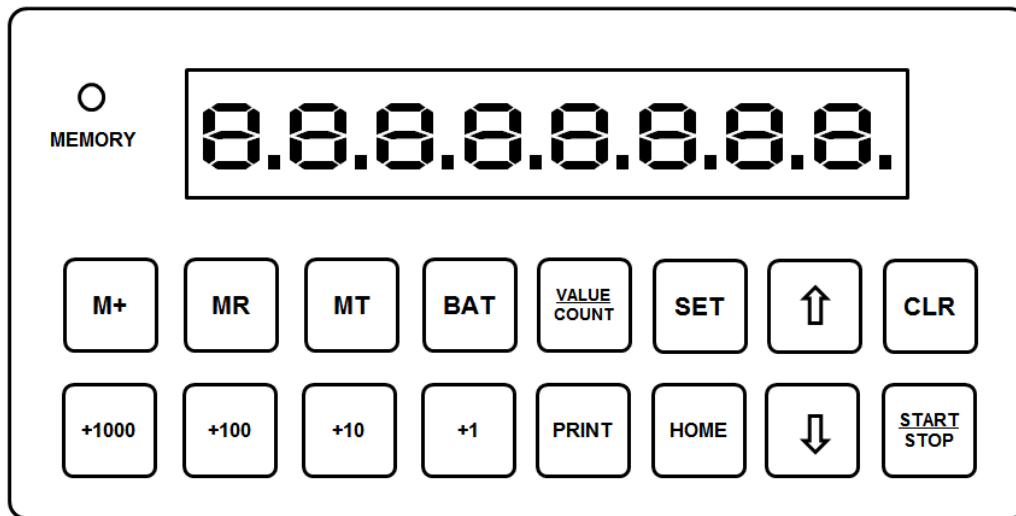 8.8.8.8.8.8.8.8.
MEMORY
M+ MR MT BAT VALUE SET ⇧ CLR
COUNT
+1000 +100 +10 +1 PRINT HOME ⇩ START
STOP